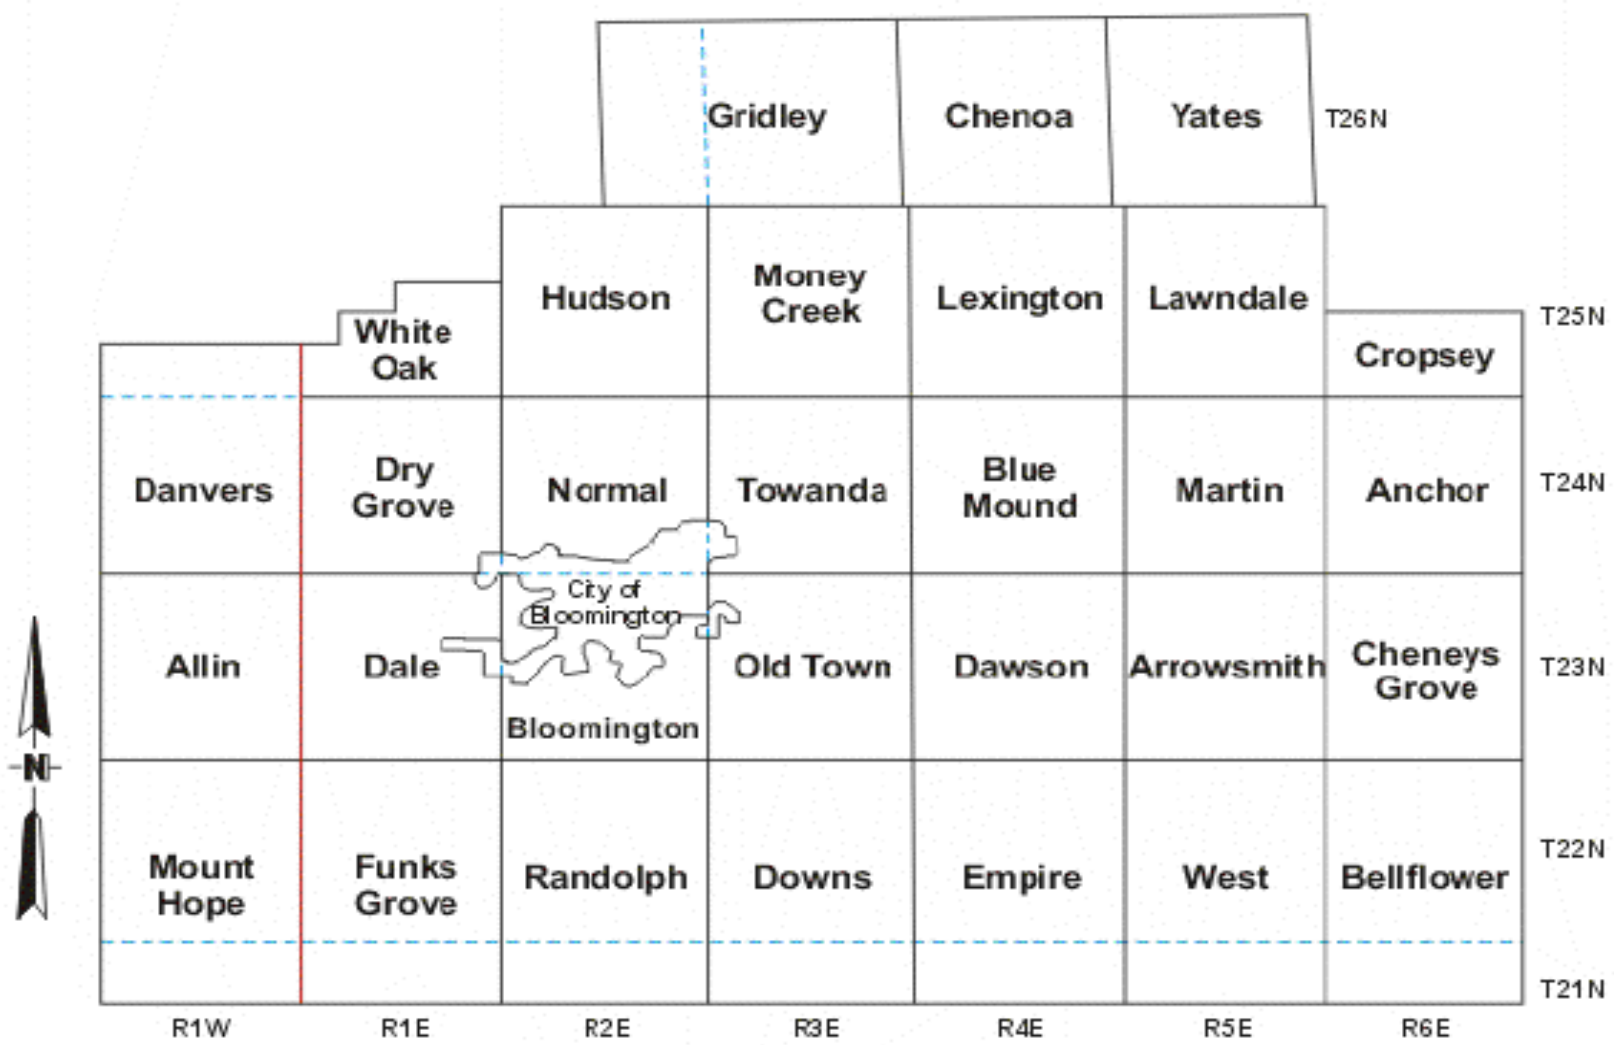 Gridley
Chenoa
Yates
T26N
Hudson
Money
Creek
Lexington
Lawndale
T25N
White
Oak
Cropsey
Danvers
Dry
Grove
Normal
Towanda
Blue
Mound
Martin
Anchor
T24N
City of
Bloomington
Allin
Dale
Old Town
Dawson
Arrowsmith
Cheneys
Grove
T23N
Bloomington
N
Mount
Hope
Funks
Grove
Randolph
Downs
Empire
West
Bellflower
T22N
T21N
R1W
R1E
R2E
R3E
R4E
R5E
R6E